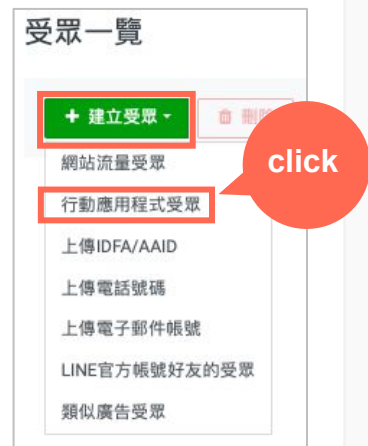 受眾一覽
+ 建立受眾
網站流量受眾
click
行動應用程式受眾
上傳IDFA/AAID
上傳電話號碼
上傳電子郵件帳號
LINE官方帳號好友的受眾
類似廣告受眾